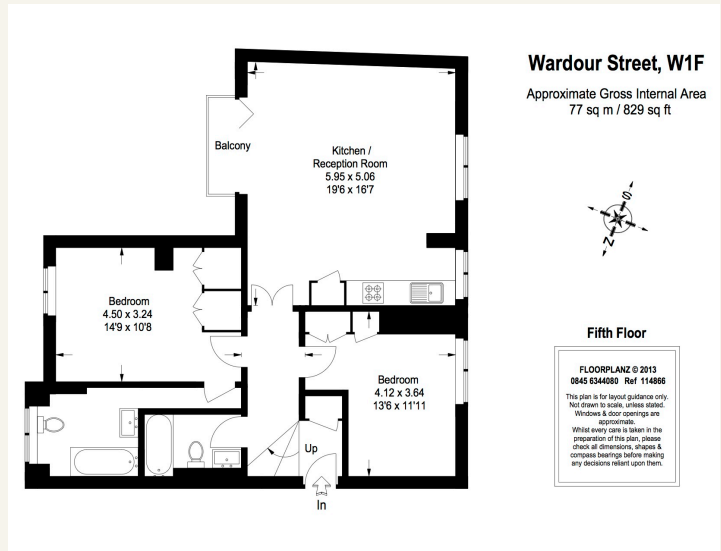 Wardour Street, W1F
Approximate Gross Internal Area
77 sq m / 829 sq ft
Balcony
Kitchen /
Reception Room
5.95 x 5.06
19'6 x 16'7
S
N
Bedroom
4.50 x 3.24
14'9 x 10'8
Bedroom
4.12 x 3.64
13'6 x 11'11
Up
In
Fifth Floor
FLOORPLANZ © 2013
0845 6344080 Ref 114866
This plan is for layout guidance only.
Not drawn to scale, unless stated.
Windows & door openings are
approximate.
Whilst every care is taken in the
preparation of this plan, please
check all dimensions, shapes &
compass bearings before making
any decisions reliant upon them.